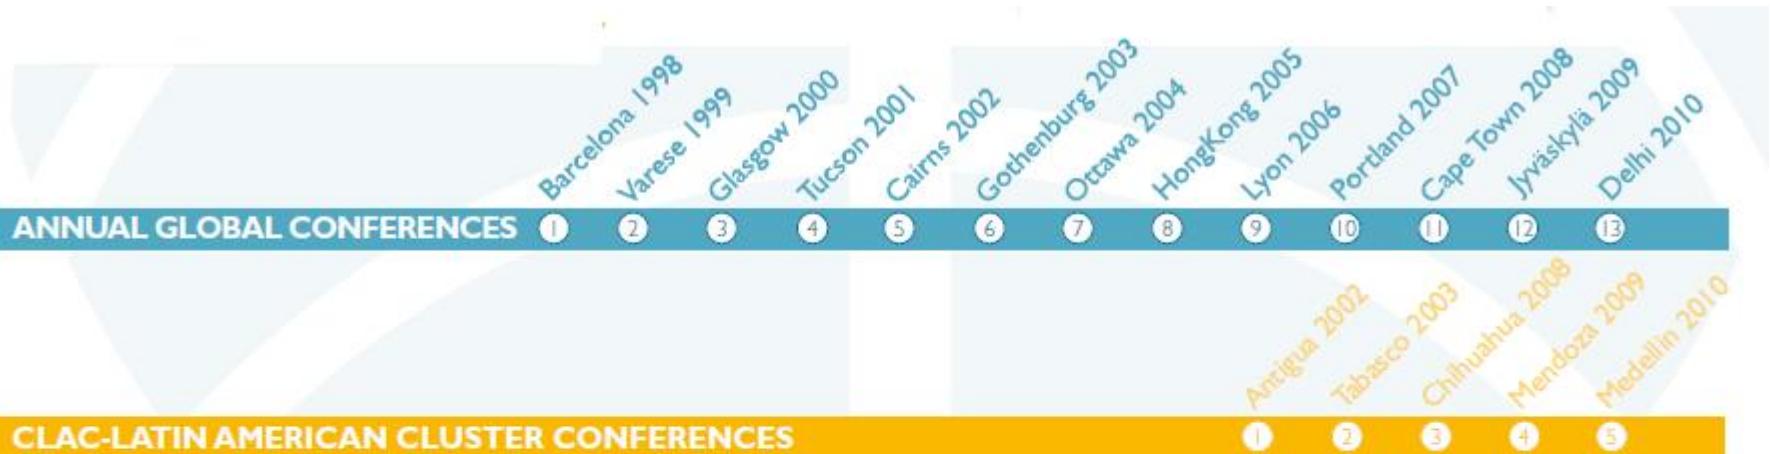 Barcelona 1998
Varese 1999
Glasgow 2000
Tucson 2001
Cairns 2002
Gothenburg 2003
Ottawa 2004
HongKong 2005
Lyon 2006
Portland 2007
Cape Town 2008
Jyväskylä 2009
Delhi 2010
ANNUAL GLOBAL CONFERENCES 1 2 3 4 5 6 7 8 9 10 11 12 13
Antigua 2002
Tabasco 2003
Chihuahua 2008
Mendoza 2009
Medellin 2010
CLAC-LATIN AMERICAN CLUSTER CONFERENCES 1 2 3 4 5